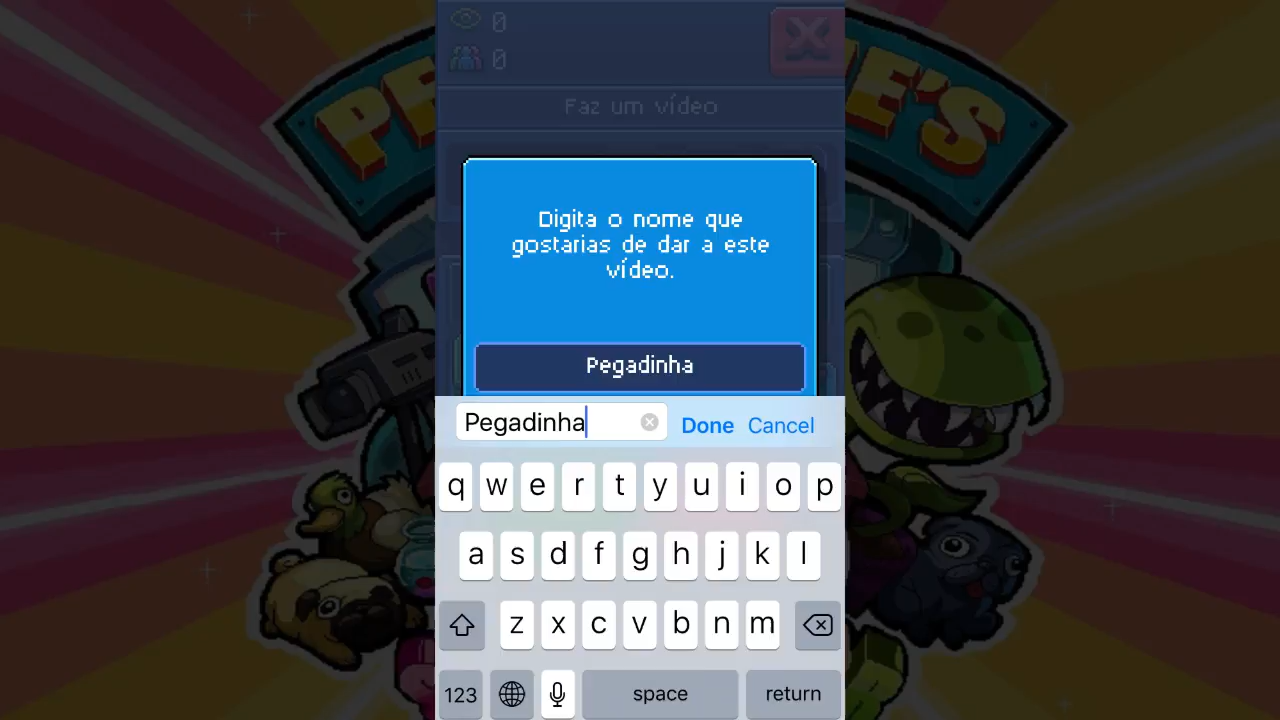 0
0
Faz um vídeo
PE
E'S
Digita o nome que
gostarias de dar a este
vídeo.
Pegadinha
Pegadinha
Done Cancel
q w e r t y u i o p
a s d f g h j k l
z x c v b n m
123 space return